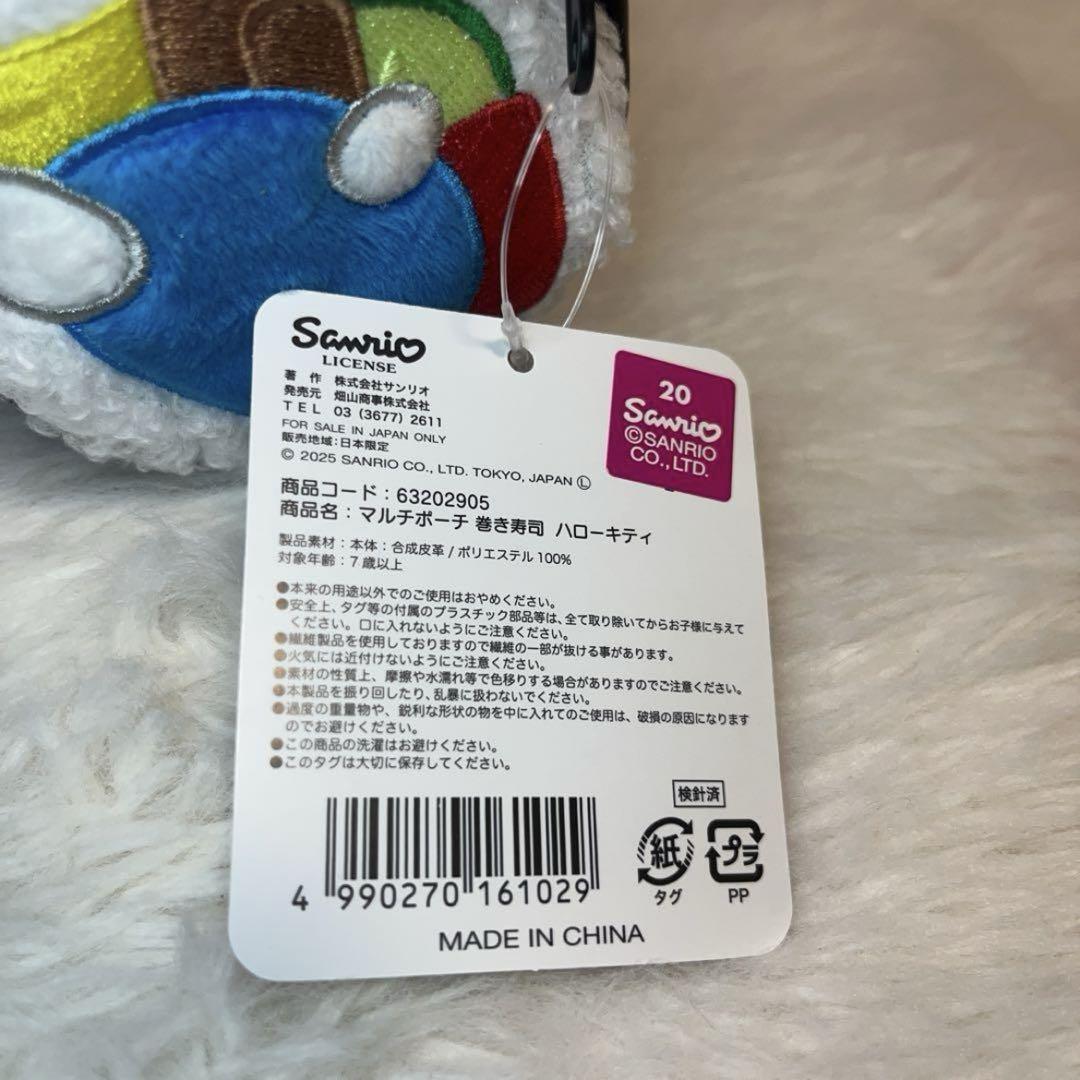 Sanrio
LICENSE
著 作 株式会社サンリオ
発売元 畑山商事株式会社
TEL 03 (3677) 2611
FOR SALE IN JAPAN ONLY
販売地域:日本限定
© 2025 SANRIO CO., LTD. TOKYO, JAPAN Ⓛ
20
Sanrio
©SANRIO
CO., LTD.
商品コード:63202905
商品名:マルチポーチ 巻き寿司 ハローキティ
製品素材:本体:合成皮革/ポリエステル100%
対象年齢:7歳以上
●本来の用途以外でのご使用はおやめください。
●安全上、タグ等の付属のプラスチック部品等は、全て取り除いてからお子様に与えて
ください。口に入れないようにご注意ください。
●繊維製品を使用しておりますので繊維の一部が抜ける事があります。
●火気には近付けないようにご注意ください。
●素材の性質上、摩擦や水濡れ等で色移りする場合がありますのでご注意ください。
●本製品を振り回したり、乱暴に扱わないでください。
●過度の重量物や、鋭利な形状の物を中に入れてのご使用は、破損の原因になります
のでお避けください。
●この商品の洗濯はお避けください。
●このタグは大切に保存してください。
検針済
紙
タグ
プラ
PP
4 990270 161029
MADE IN CHINA